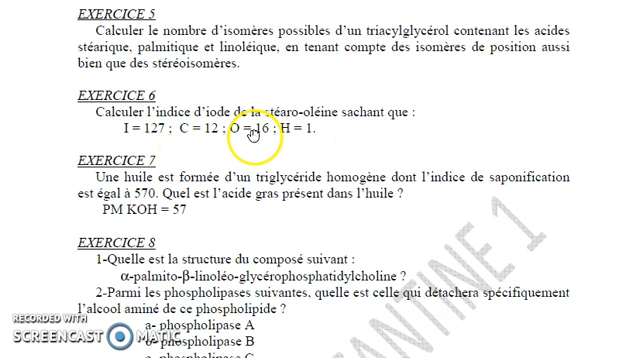 EXERCICE 5
Calculer le nombre d'isomères possibles d'un triacylglycérol contenant les acides
stéarique, palmitique et linoléique, en tenant compte des isomères de position aussi
bien que des stéréoisomères.
EXERCICE 6
Calculer l'indice d'iode de la stéaro-oléine sachant que :
I = 127 ; C = 12 ; O = 16 ; H = 1.
EXERCICE 7
Une huile est formée d'un triglycéride homogène dont l'indice de saponification
est égal à 570. Quel est l'acide gras présent dans l'huile ?
PM KOH = 57
EXERCICE 8
1-Quelle est la structure du composé suivant :
α-palmito-β-linoléo-glycérophosphatidylcholine ?
2-Parmi les phospholipases suivantes, quelle est celle qui détachera spécifiquement
l'alcool aminé de ce phospholipide ?
a- phospholipase A
phospholipase B
phospholipase C
RECORDED WITH
SCREENCAST MATIC
ANTINE 1